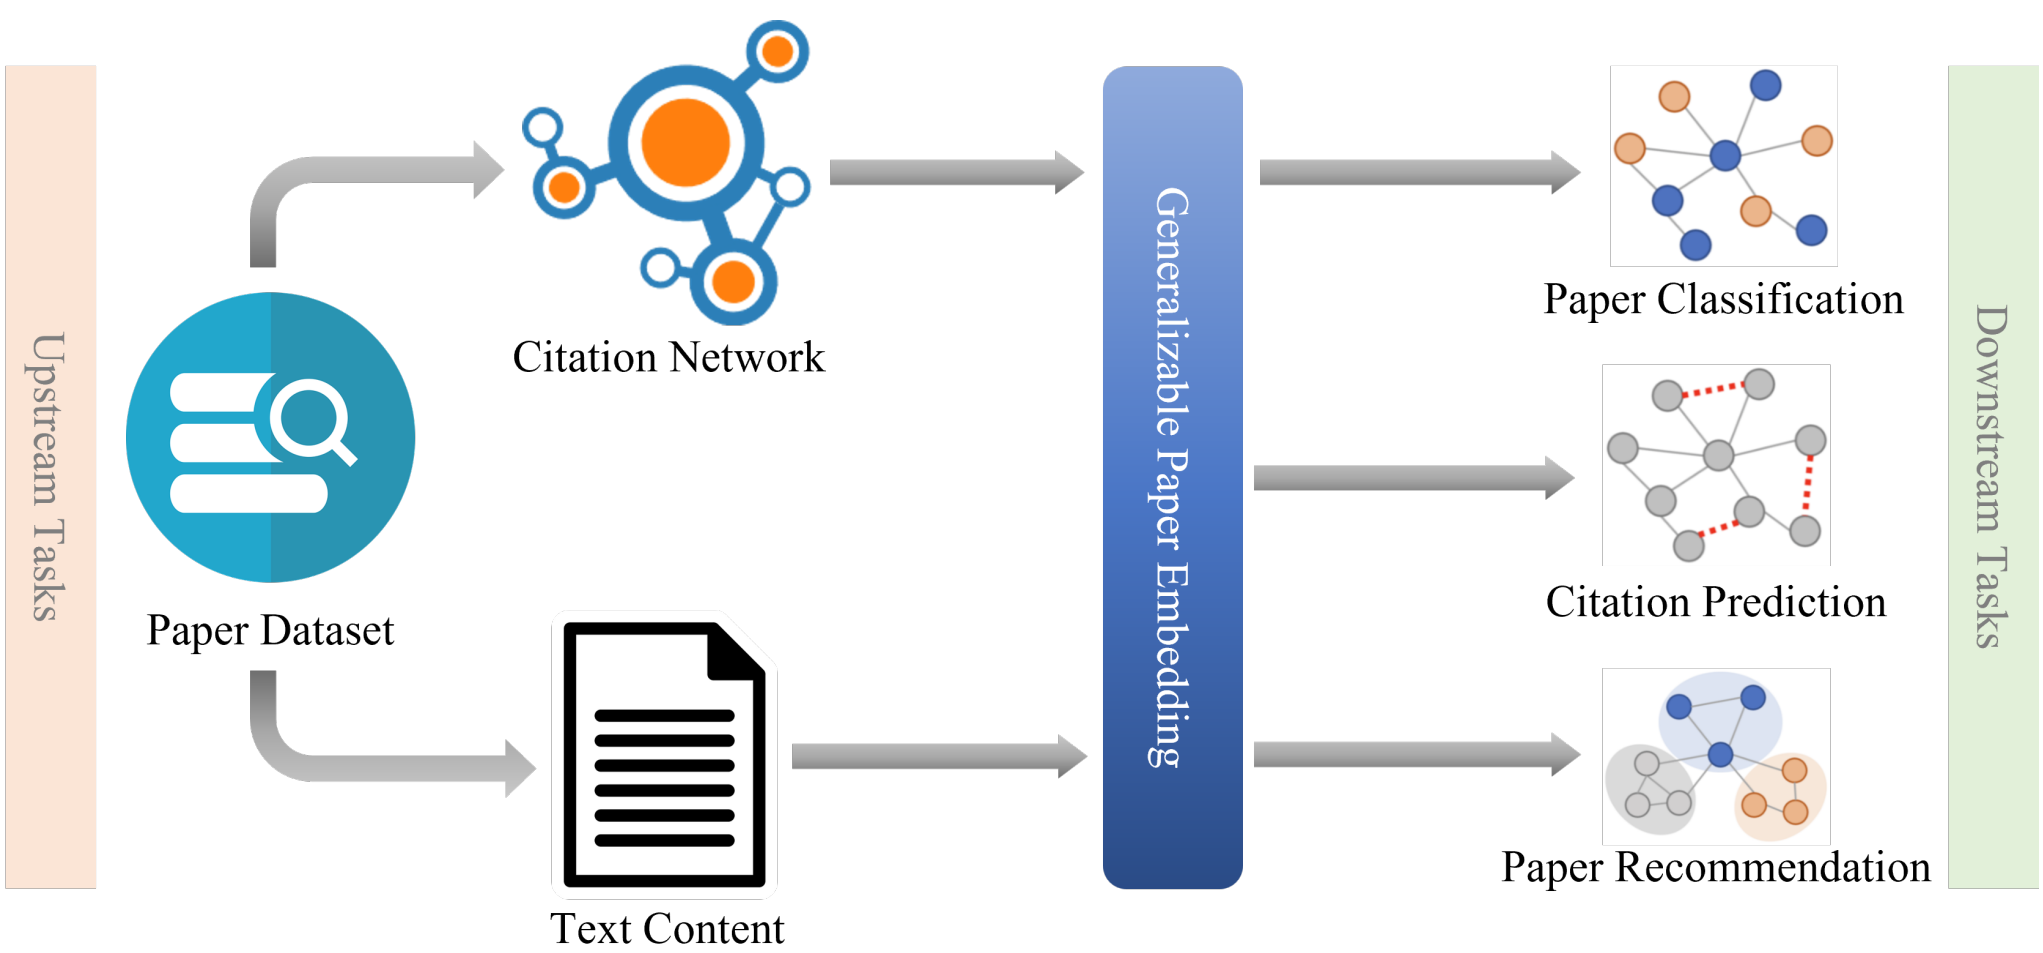 Upstream Tasks
Paper Dataset
Citation Network
Text Content
Generalizable Paper Embedding
Paper Classification
Citation Prediction
Paper Recommendation
Downstream Tasks